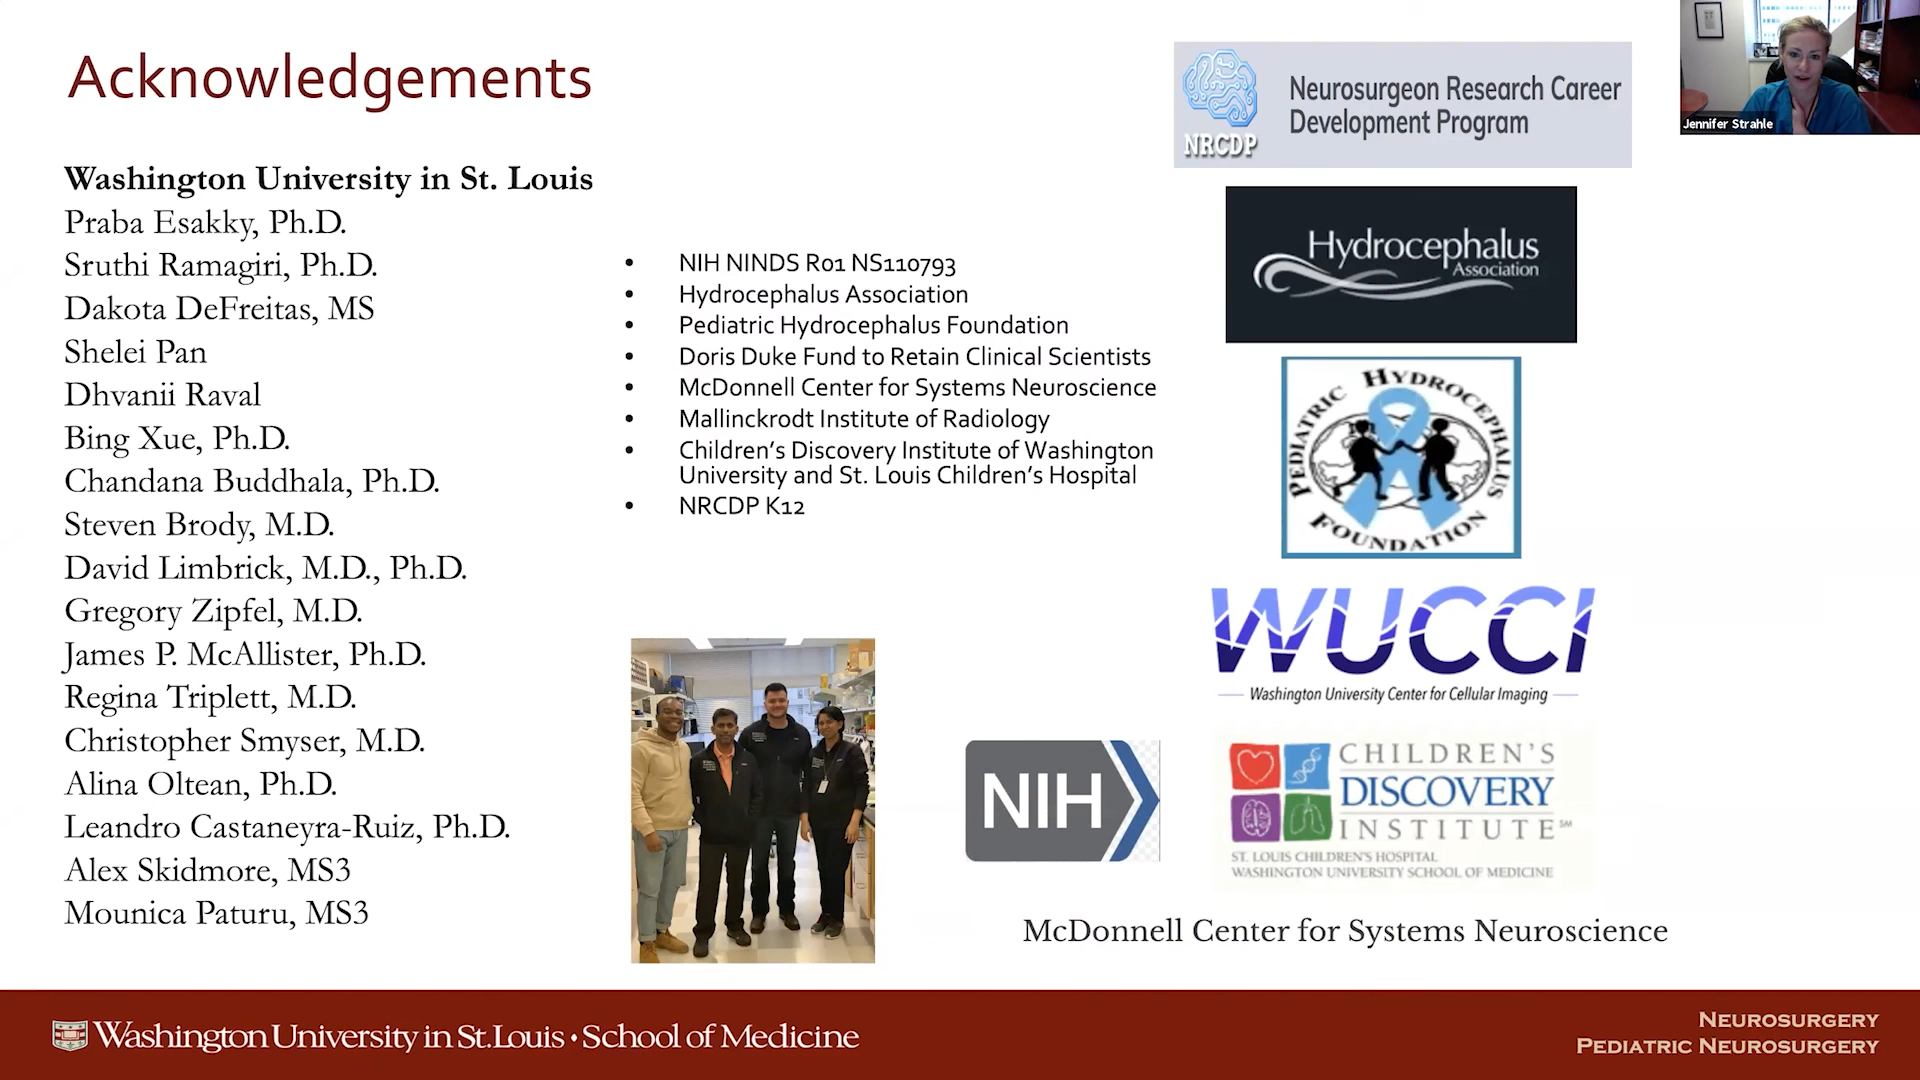 Acknowledgements
Washington University in St. Louis
Praba Esakky, Ph.D.
Sruthi Ramagiri, Ph.D.
Dakota DeFreitas, MS
Shelei Pan
Dhvanii Raval
Bing Xue, Ph.D.
Chandana Buddhala, Ph.D.
Steven Brody, M.D.
David Limbrick, M.D., Ph.D.
Gregory Zipfel, M.D.
James P. McAllister, Ph.D.
Regina Triplett, M.D.
Christopher Smyser, M.D.
Alina Oltean, Ph.D.
Leandro Castaneyra-Ruiz, Ph.D.
Alex Skidmore, MS3
Mounica Paturu, MS3
• NIH NINDS R01 NS110793
• Hydrocephalus Association
• Pediatric Hydrocephalus Foundation
• Doris Duke Fund to Retain Clinical Scientists
• McDonnell Center for Systems Neuroscience
• Mallinckrodt Institute of Radiology
• Children’s Discovery Institute of Washington
University and St. Louis Children’s Hospital
• NRCDP K12
NRCDP
Neurosurgeon Research Career
Development Program
Hydrocephalus
Association
PEDIATRIC HYDROCEPHALUS
FOUNDATION
WUCCI
Washington University Center for Cellular Imaging
NIH
CHILDREN'S
DISCOVERY
INSTITUTE SM
ST. LOUIS CHILDREN'S HOSPITAL
WASHINGTON UNIVERSITY SCHOOL OF MEDICINE
McDonnell Center for Systems Neuroscience
Jennifer Strahle
Washington University in St. Louis • School of Medicine
NEUROSURGERY
PEDIATRIC NEUROSURGERY